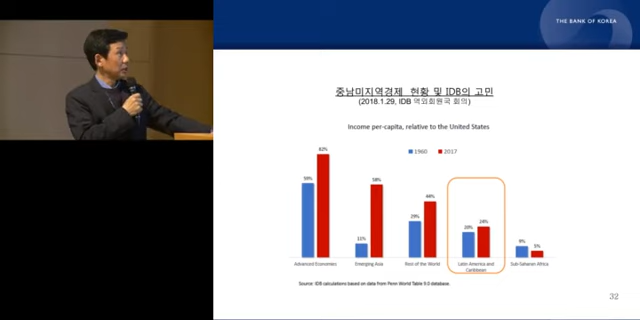 THE BANK OF KOREA
중남미지역경제 현황 및 IDB의 고민
(2018.1.29, IDB 역외회원국 회의)
Income per-capita, relative to the United States
1960 2017
59% 82%
11% 58%
29% 44%
20% 24%
9% 5%
Advanced Economies Emerging Asia Rest of the World Latin America and Caribbean Sub-Saharan Africa
Source: IDB calculations based on data from Penn World Table 9.0 database.
32